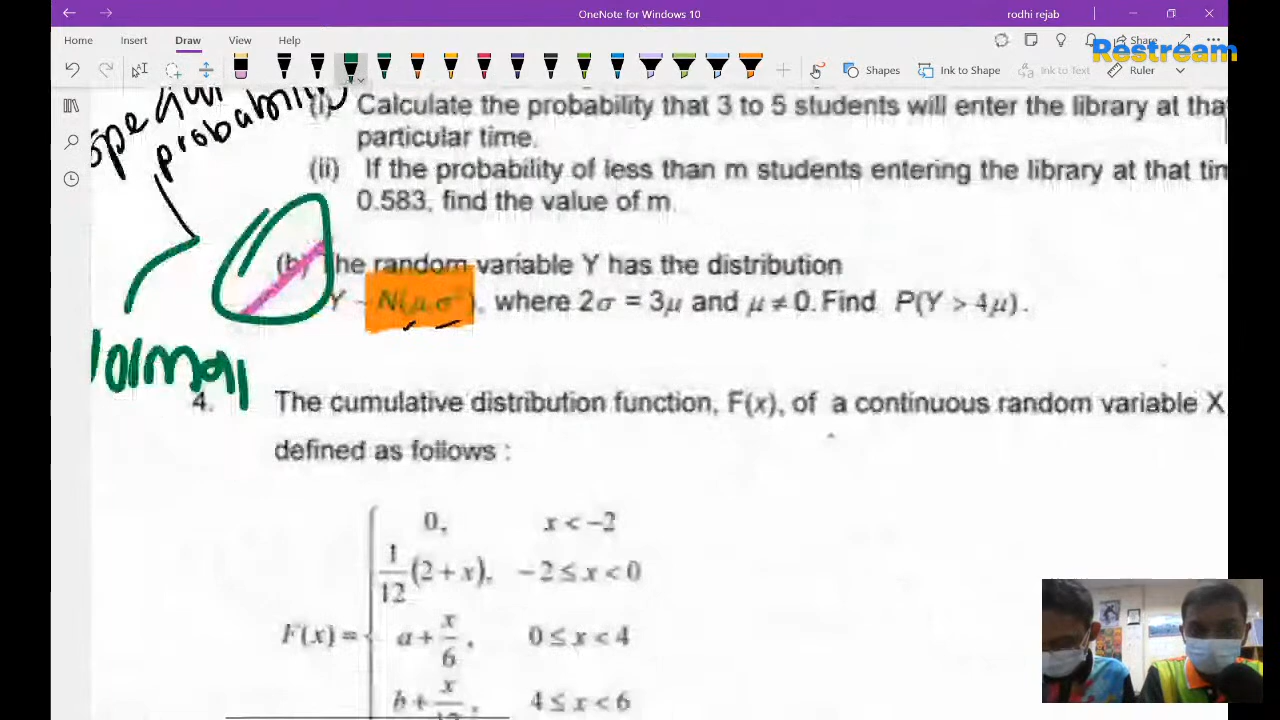 OneNote for Windows 10
rodhi rejab
Home Insert Draw View Help
Share
Restream
Shapes Ink to Shape Ink to Text Ruler
probability
(i) Calculate the probability that 3 to 5 students will enter the library at tha
particular time.
(ii) If the probability of less than m students entering the library at that tim
0.583, find the value of m.
(b) The random variable Y has the distribution
Y ~ N(μ, σ²), where 2σ = 3μ and μ ≠ 0. Find P(Y > 4μ).
normal
4. The cumulative distribution function, F(x), of a continuous random variable X
defined as follows :
0, x < -2
1/12 (2 + x), -2 ≤ x < 0
F(x) = a + x/6, 0 ≤ x < 4
4 ≤ x < 6